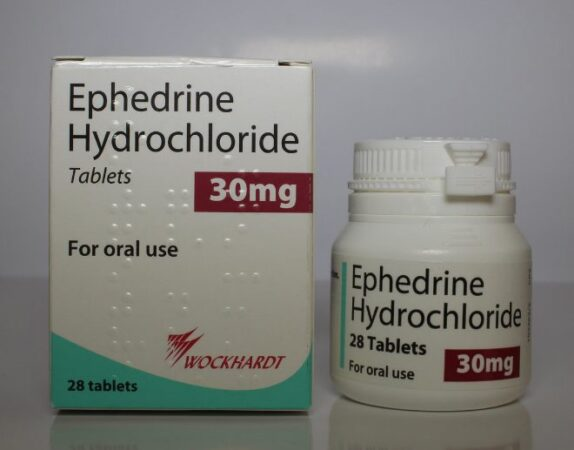 Ephedrine
Hydrochloride
Tablets
30mg
For oral use
WOCKHARDT
28 tablets
Ephedrine
Hydrochloride
28 Tablets
For oral use
30mg